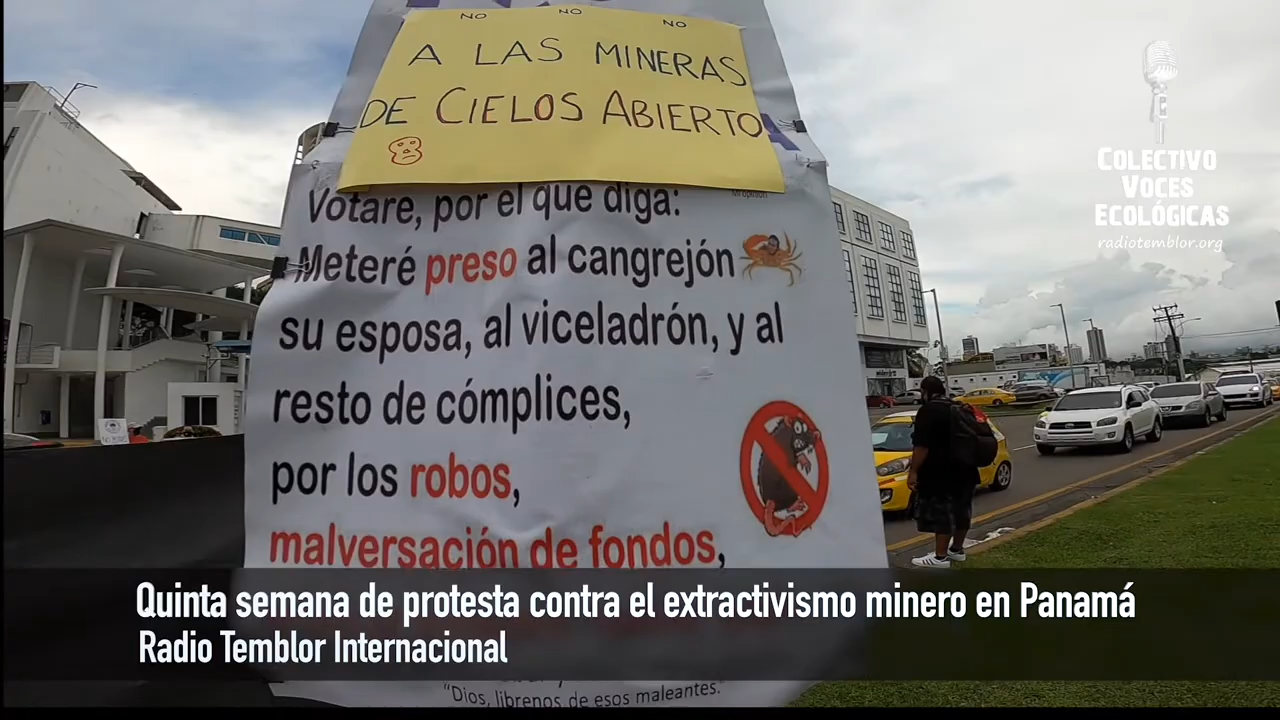 NO NO NO
A LAS MINERAS
DE CIELOS ABIERTO
Votare, por el que diga:
Meteré preso al cangrejón
su esposa, al viceladrón, y al
resto de cómplices,
por los robos,
malversación de fondos,
"Dios, librenos de esos maleantes."
COLECTIVO
VOCES
ECOLÓGICAS
radiotemblor.org
Quinta semana de protesta contra el extractivismo minero en Panamá
Radio Temblor Internacional